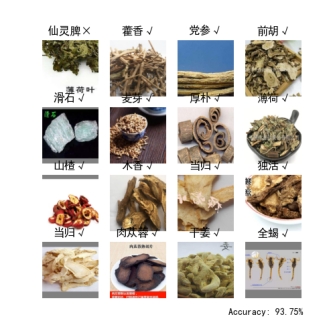 仙灵脾× 藿香√ 党参√ 前胡√
薄荷叶
滑石√ 麦芽√ 厚朴√ 薄荷√
滑石
山楂√ 木香√ 当归√ 独活√
当归√ 肉苁蓉√ 干姜√ 全蝎√
Accuracy: 93.75%